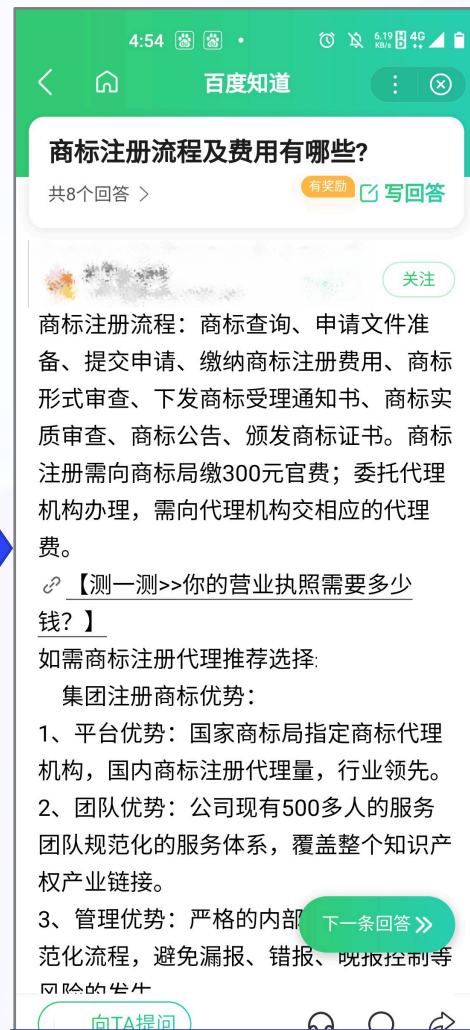 4:54
6.19 KB/s 4G
百度知道
商标注册流程及费用有哪些?
共8个回答
有奖励
写回答
关注
商标注册流程：商标查询、申请文件准
备、提交申请、缴纳商标注册费用、商标
形式审查、下发商标受理通知书、商标实
质审查、商标公告、颁发商标证书。商标
注册需向商标局缴300元官费；委托代理
机构办理，需向代理机构交相应的代理
费。
【测一测>>你的营业执照需要多少
钱？】
如需商标注册代理推荐选择:
集团注册商标优势：
1、平台优势：国家商标局指定商标代理
机构，国内商标注册代理量，行业领先。
2、团队优势：公司现有500多人的服务
团队规范化的服务体系，覆盖整个知识产
权产业链接。
3、管理优势：严格的内部
下一条回答
范化流程，避免漏报、错报、晚报控制等
风险的发生
向TA提问